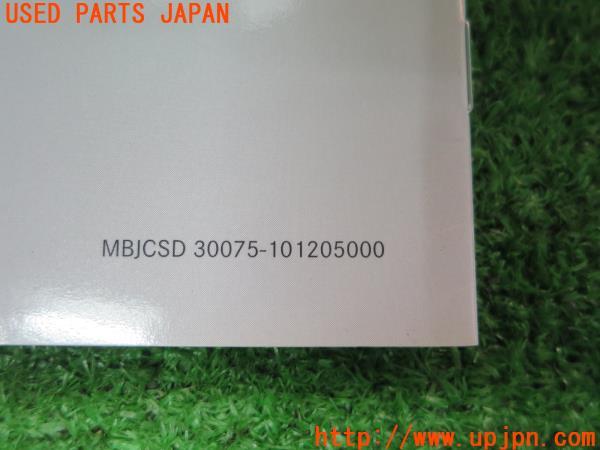 USED PARTS JAPAN
MBJCSD 30075-101205000
http://www.upjpn.com